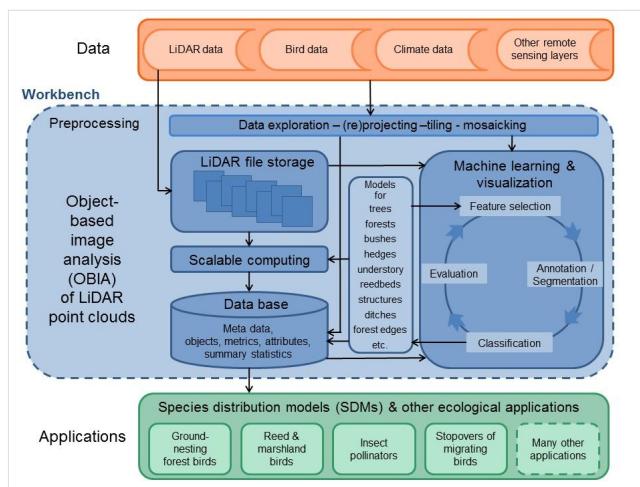 Data
LiDAR data
Bird data
Climate data
Other remote
sensing layers
Workbench
Preprocessing
Data exploration – (re)projecting –tiling - mosaicking
Object-
based
image
analysis
(OBIA)
of LiDAR
point clouds
LiDAR file storage
Scalable computing
Data base
Meta data,
objects, metrics, attributes,
summary statistics
Models
for
trees
forests
bushes
hedges
understory
reedbeds
structures
ditches
forest edges
etc.
Machine learning &
visualization
Feature selection
Evaluation
Annotation /
Segmentation
Classification
Applications
Species distribution models (SDMs) & other ecological applications
Ground-
nesting
forest birds
Reed &
marshland
birds
Insect
pollinators
Stopovers of
migrating
birds
Many other
applications